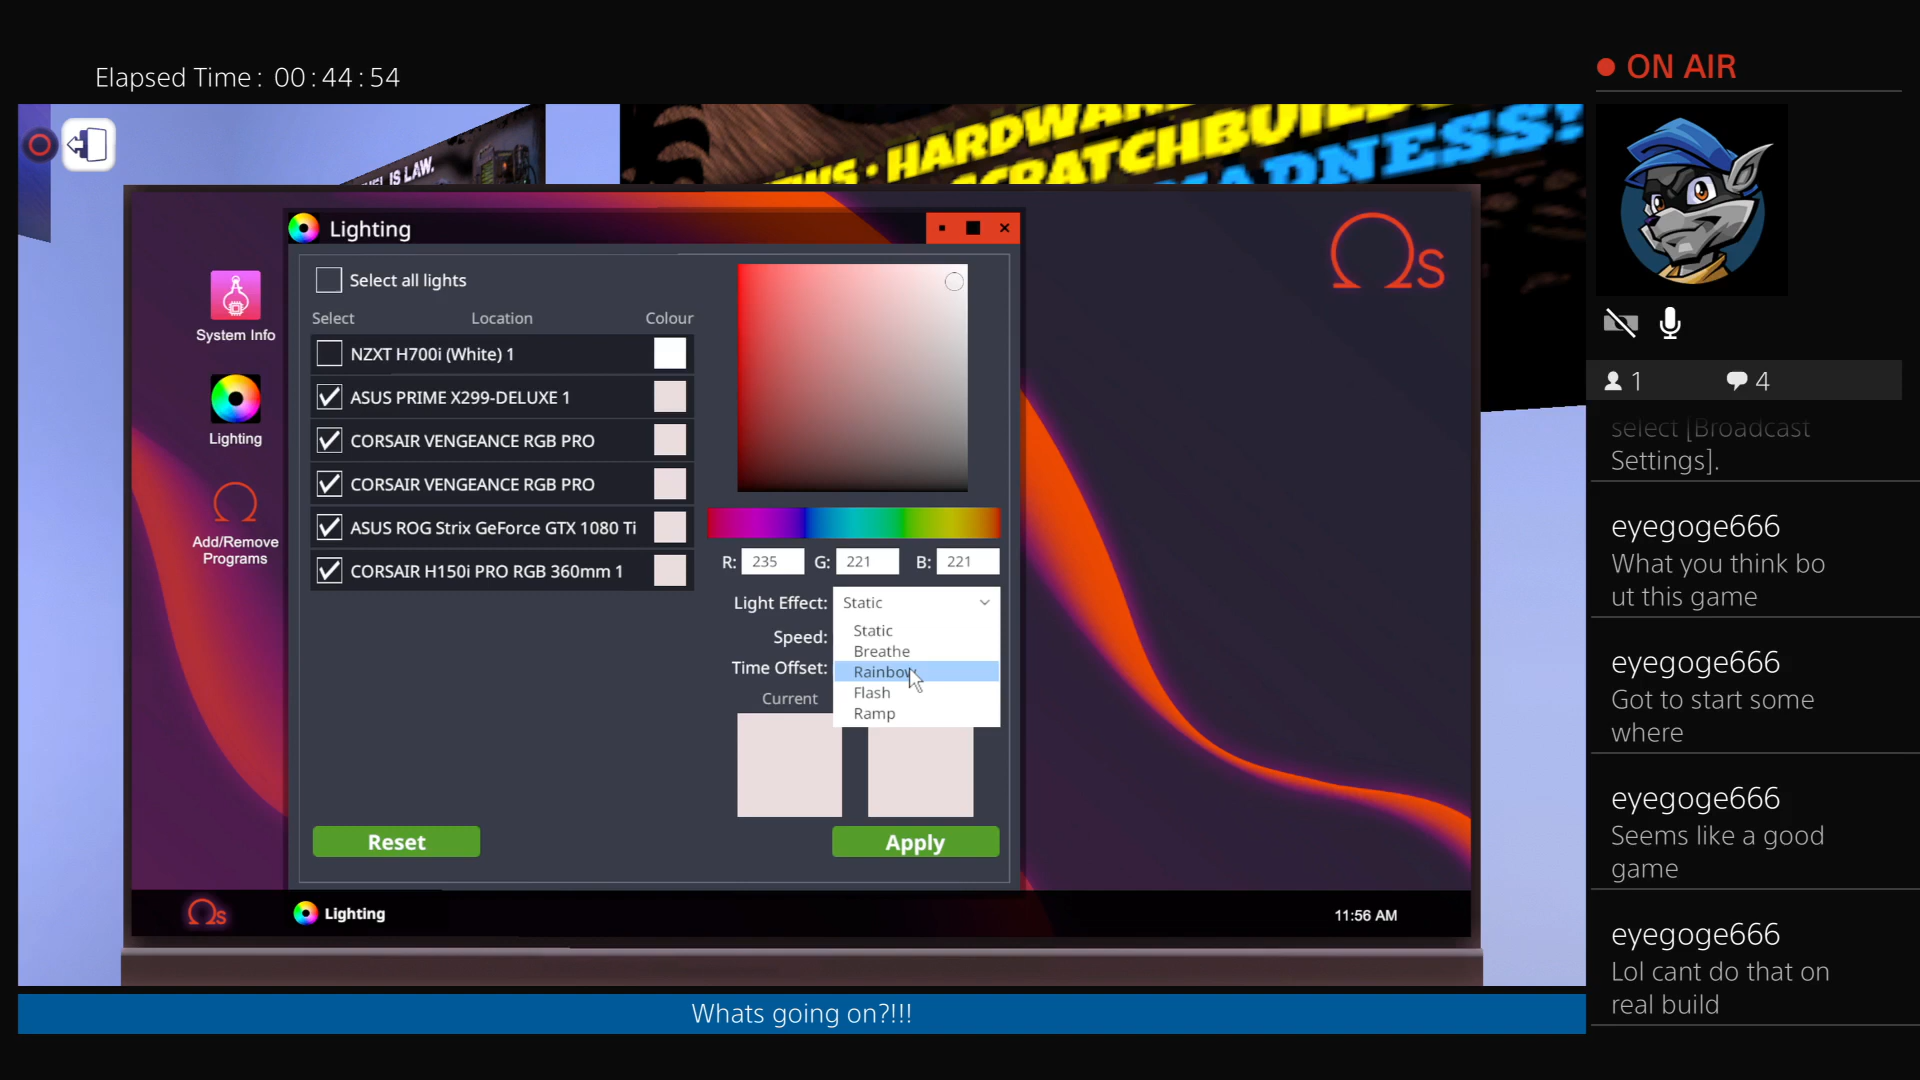 Elapsed Time : 00 : 44 : 54
ON AIR
IS LAW.
HARDWAR
SCRATCHBUIL
MADNESS!
Lighting
Select all lights
Select Location Colour
NZXT H700i (White) 1
ASUS PRIME X299-DELUXE 1
CORSAIR VENGEANCE RGB PRO
CORSAIR VENGEANCE RGB PRO
ASUS ROG Strix GeForce GTX 1080 Ti
CORSAIR H150i PRO RGB 360mm 1
R: 235 G: 221 B: 221
Light Effect: Static
Static
Speed:
Breathe
Time Offset:
Rainbow
Current
Flash
Ramp
Reset
Apply
System Info
Lighting
Add/Remove
Programs
Ωs
Ωs
Lighting
11:56 AM
1
4
select [Broadcast
Settings].
eyegoge666
What you think bo
ut this game
eyegoge666
Got to start some
where
eyegoge666
Seems like a good
game
eyegoge666
Lol cant do that on
real build
Whats going on?!!!